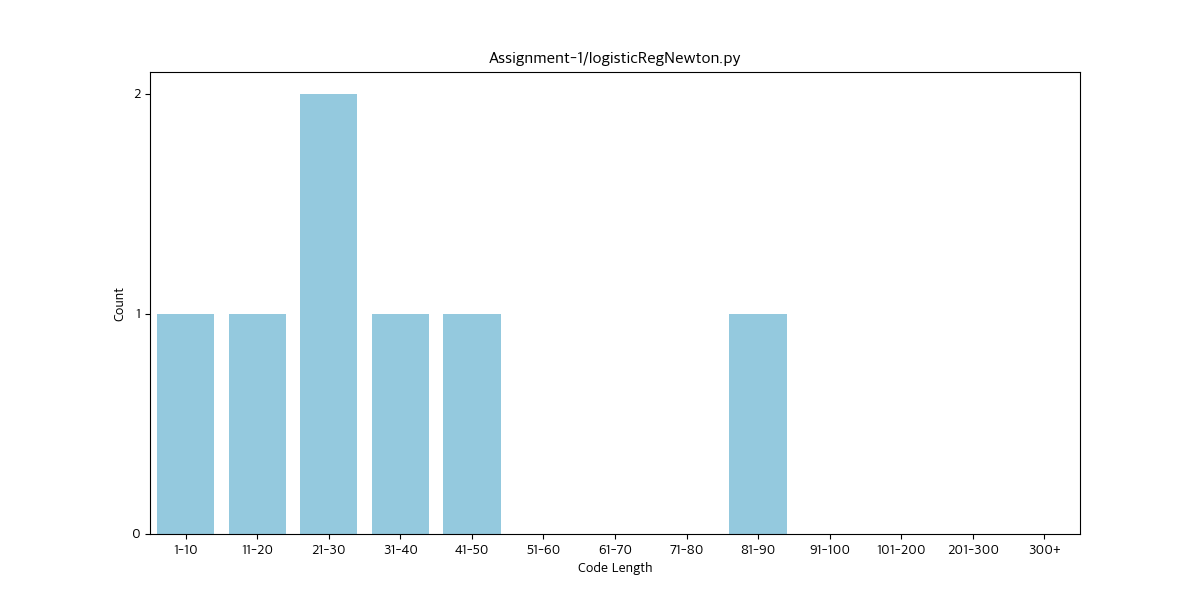 Assignment-1/logisticRegNewton.py
Count
2
1
0
1-10 11-20 21-30 31-40 41-50 51-60 61-70 71-80 81-90 91-100 101-200 201-300 300+
Code Length